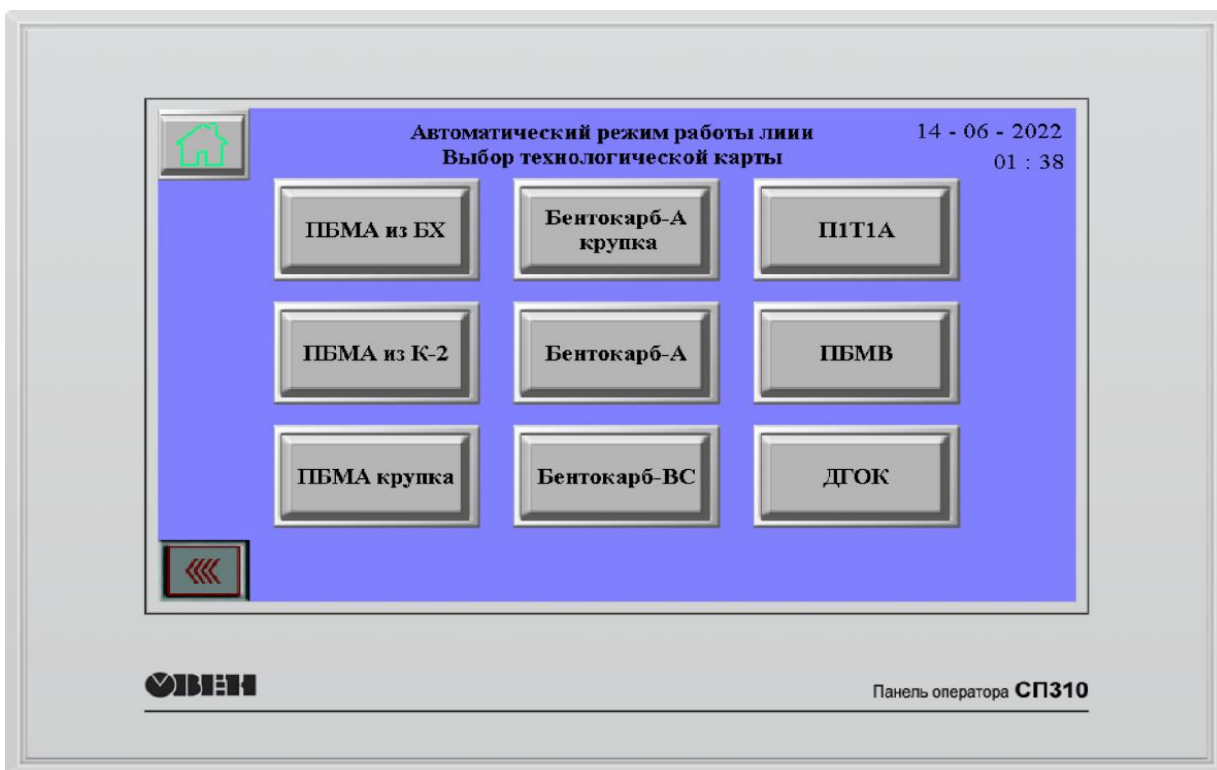 Автоматический режим работы лиии
Выбор технологической карты
14 - 06 - 2022
01 : 38
ПБМА из БХ
Бентокарб-А
крупка
П1Т1А
ПБМА из К-2
Бентокарб-А
ПБМВ
ПБМА крупка
Бентокарб-ВС
ДГОК
ОВЕН
Панель оператора СП310